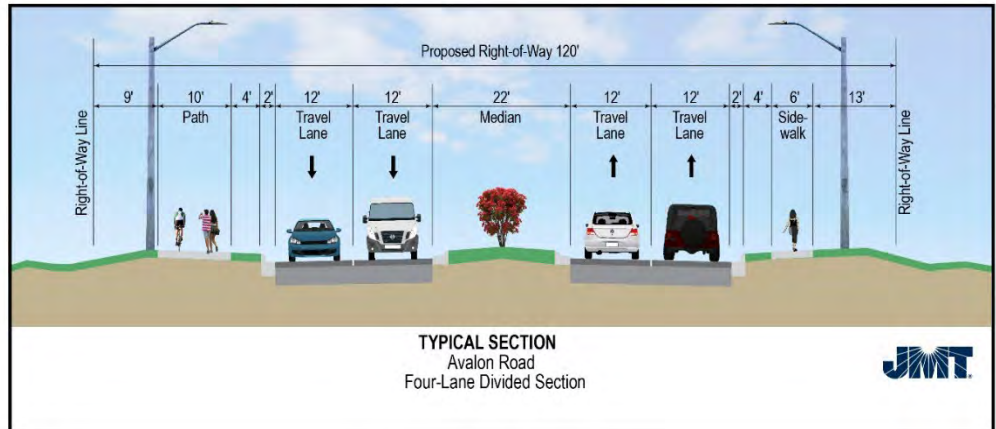 Proposed Right-of-Way 120'
9' 10' 4' 2' 12' 12' 22' 12' 12' 2' 4' 6' 13'
Path
Travel
Lane
Travel
Lane
Median
Travel
Lane
Travel
Lane
Side-
walk
Right-of-Way Line
Right-of-Way Line
TYPICAL SECTION
Avalon Road
Four-Lane Divided Section
JMT